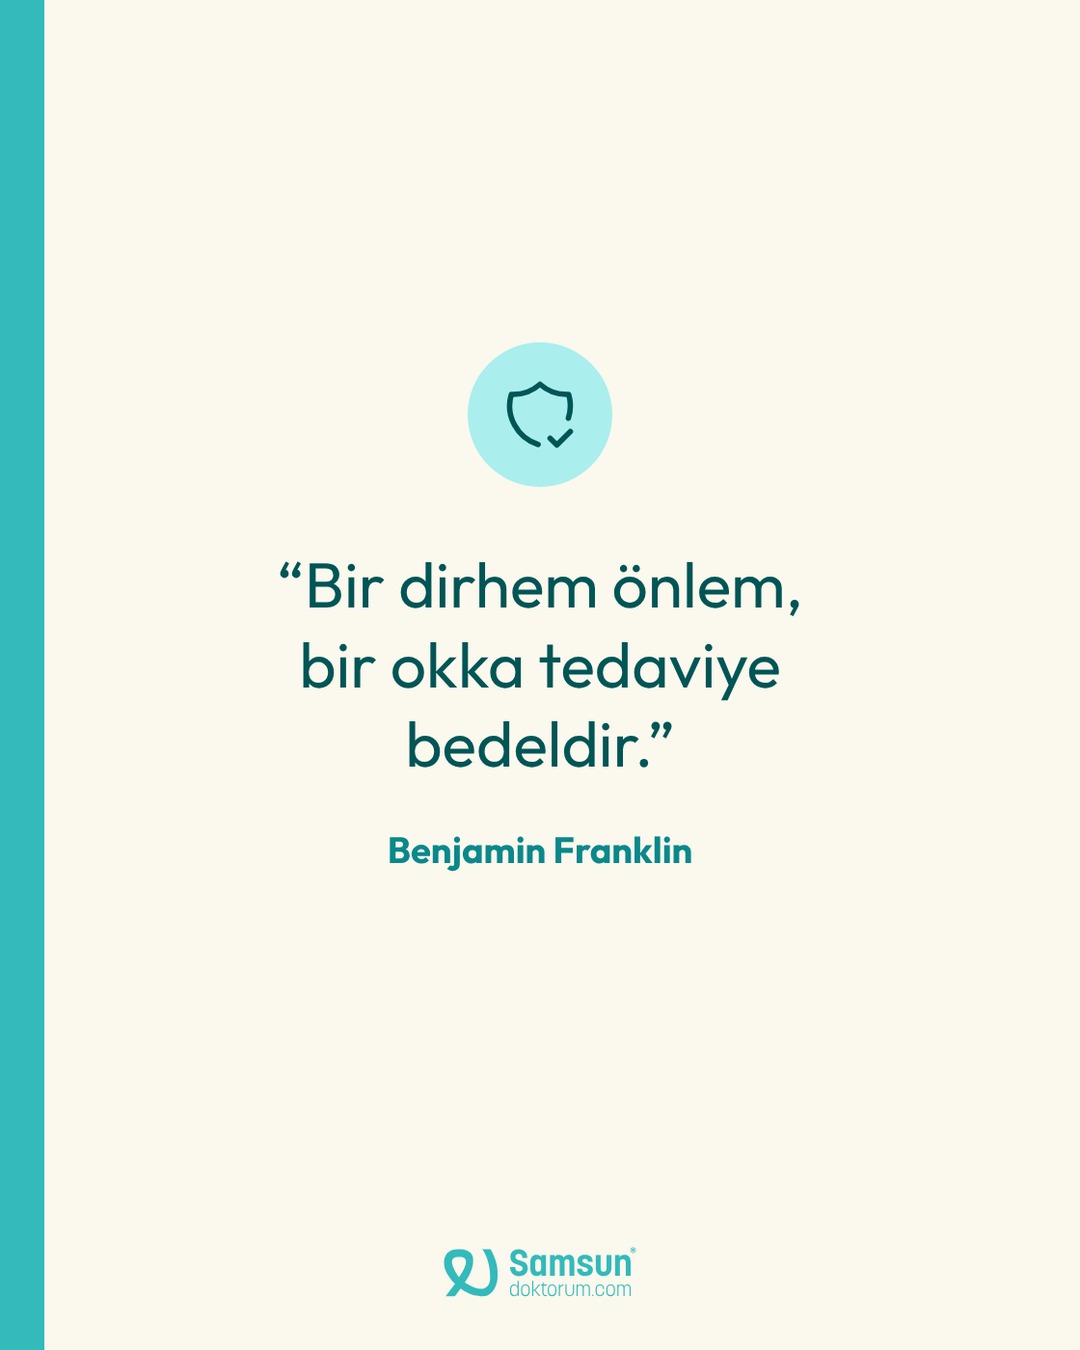 “Bir dirhem önlem,
bir okka tedaviye
bedeldir.”
Benjamin Franklin
Samsun®
doktorum.com